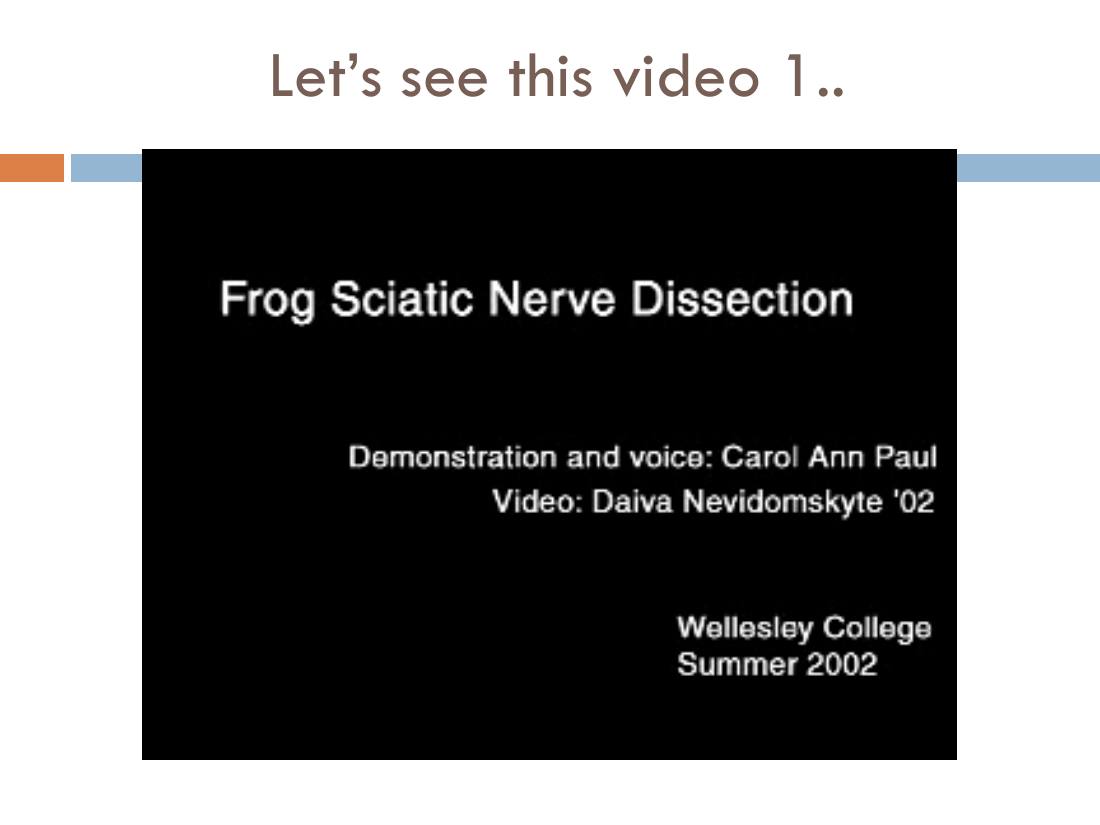 Let’s see this video 1..
Frog Sciatic Nerve Dissection
Demonstration and voice: Carol Ann Paul
Video: Daiva Nevidomskyte '02
Wellesley College
Summer 2002